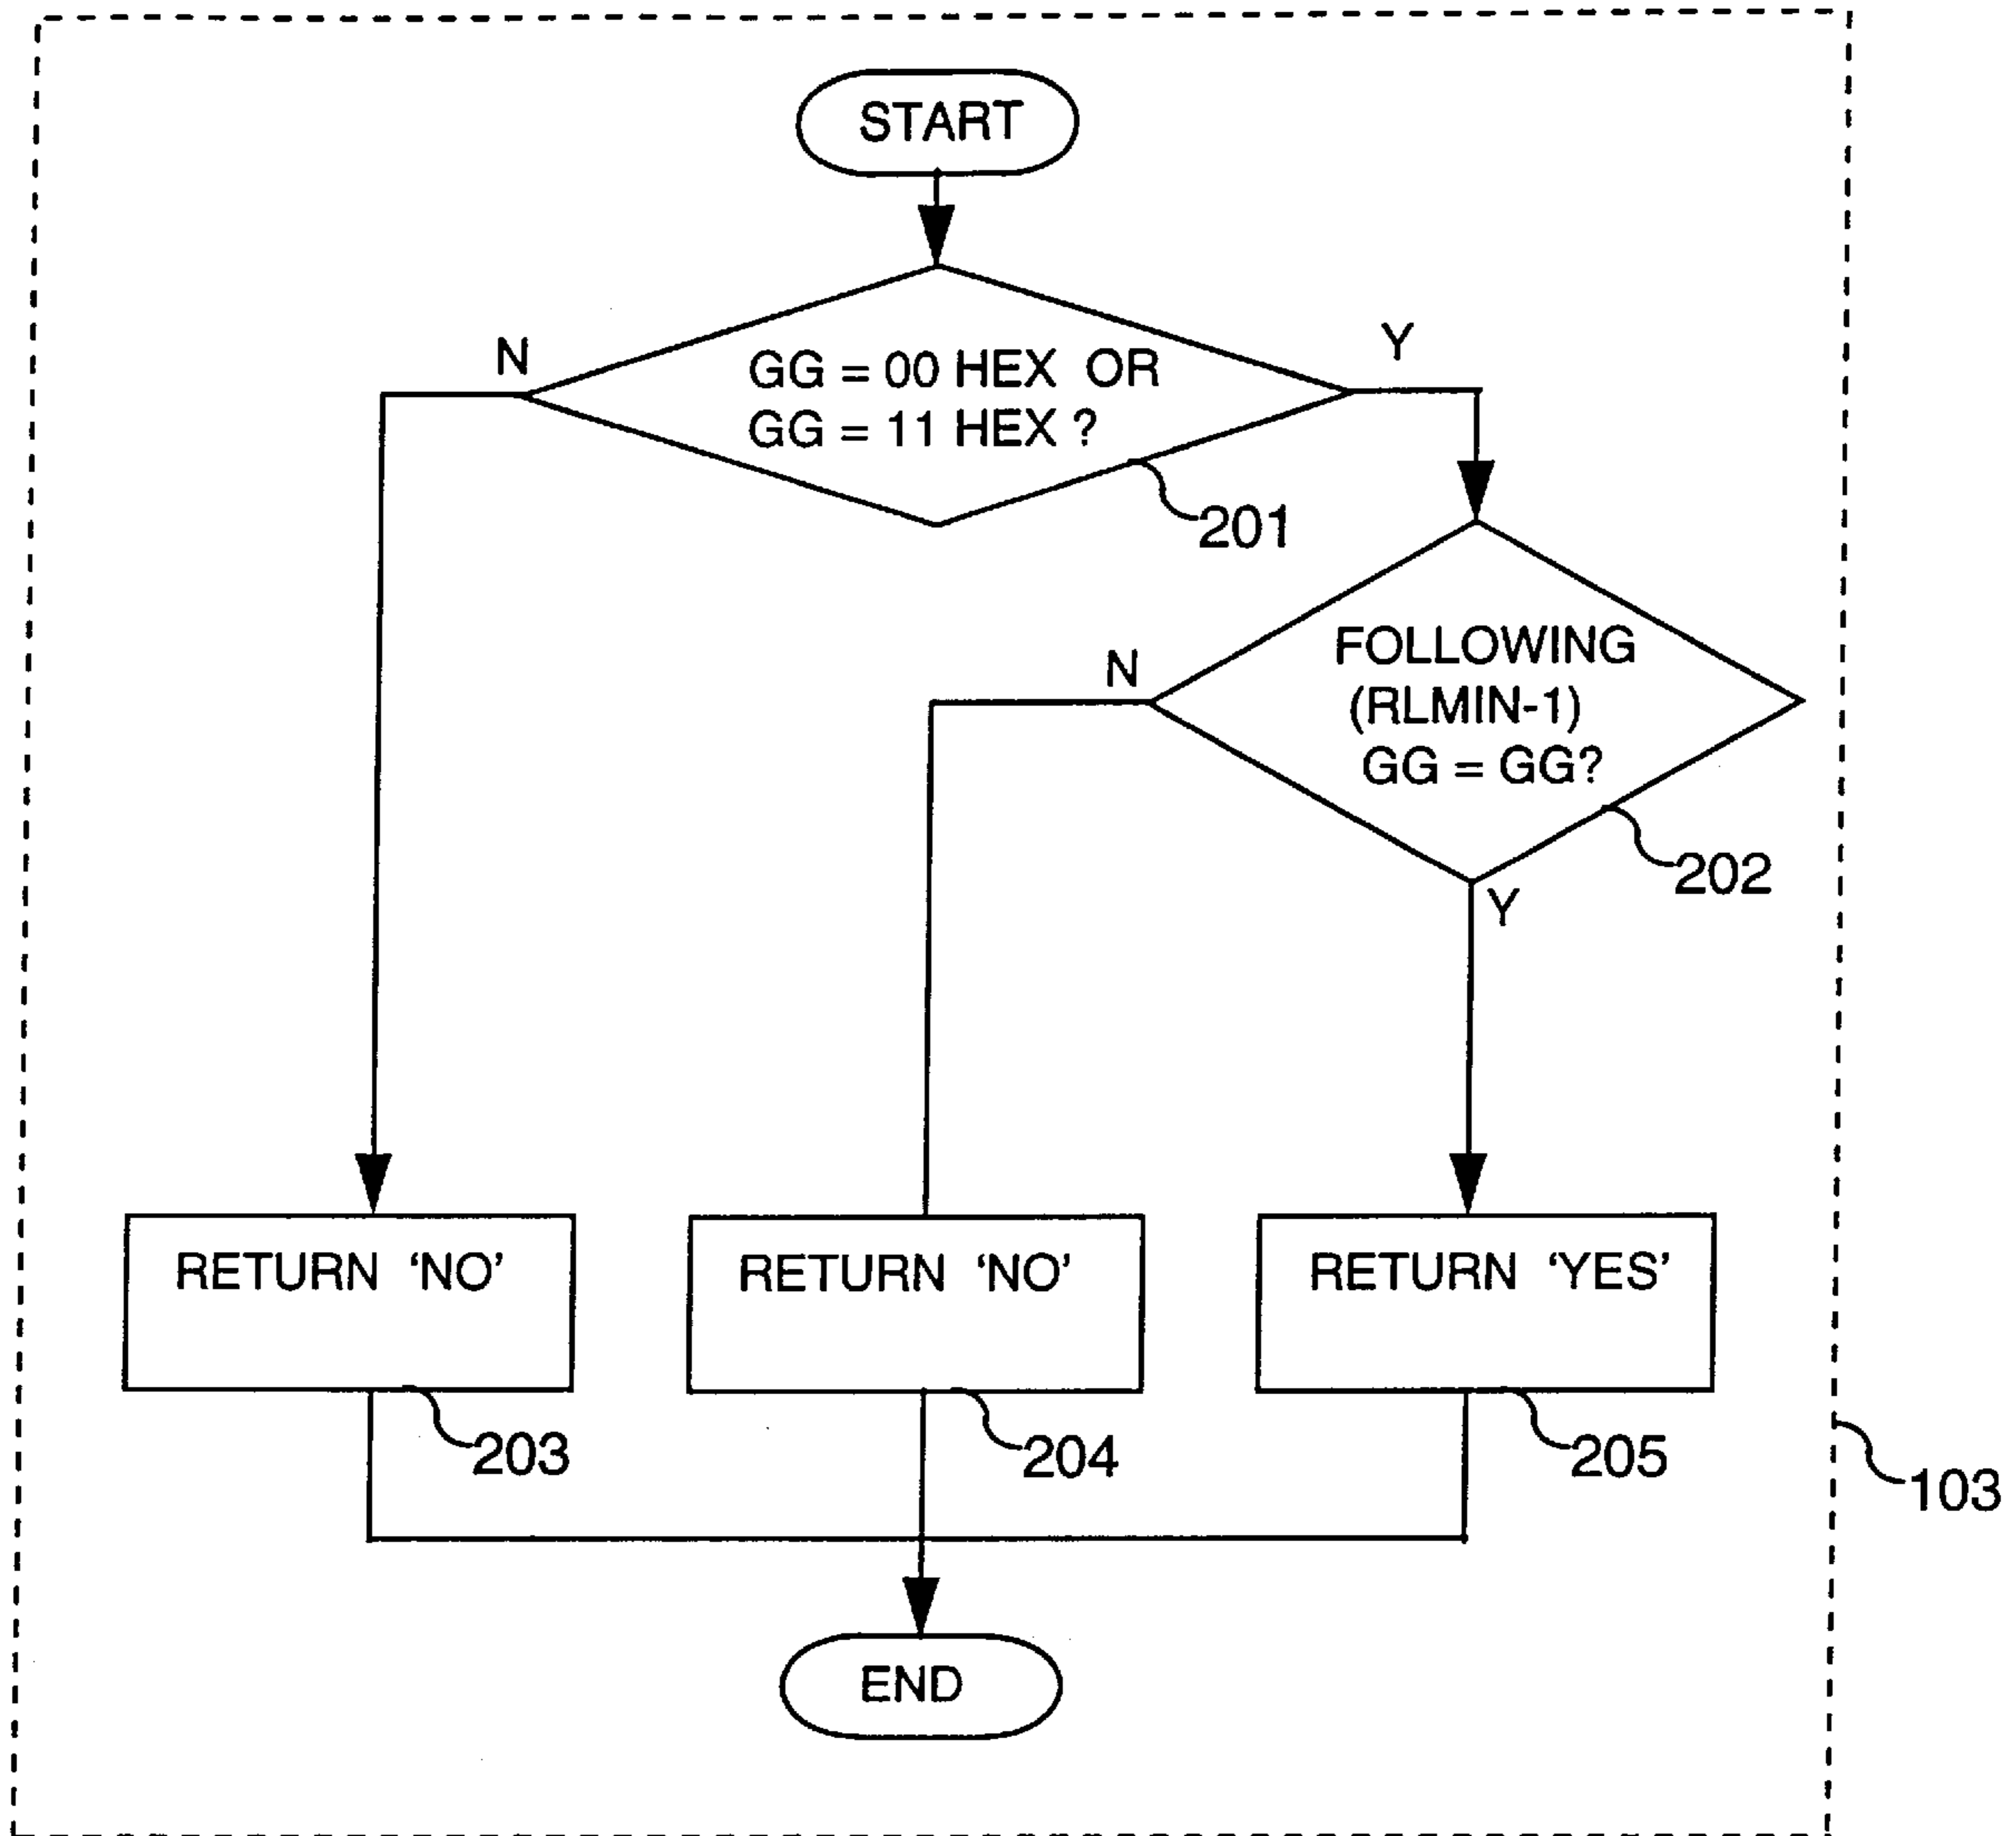 START
N
Y
GG = 00 HEX OR
GG = 11 HEX ?
201
N
FOLLOWING
(RLMIN-1)
GG = GG?
202
Y
RETURN 'NO'
RETURN 'NO'
RETURN 'YES'
203
204
205
103
END